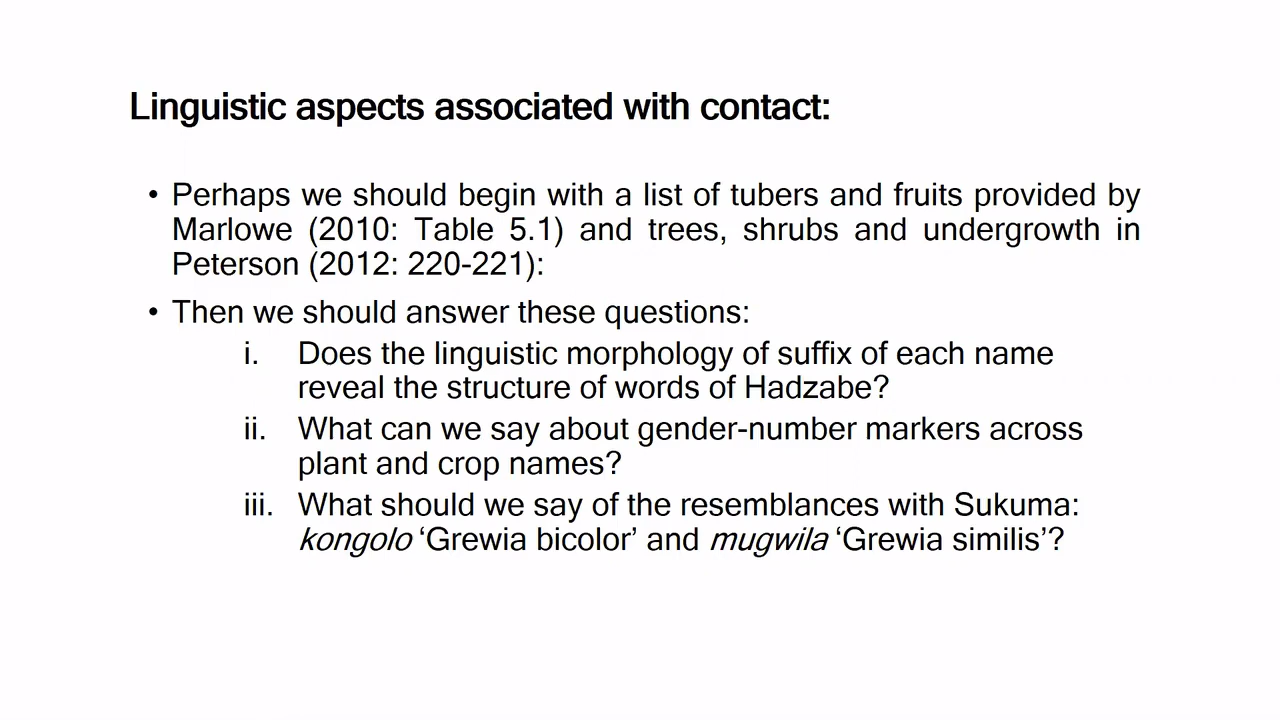 Linguistic aspects associated with contact:
• Perhaps we should begin with a list of tubers and fruits provided by
Marlowe (2010: Table 5.1) and trees, shrubs and undergrowth in
Peterson (2012: 220-221):
• Then we should answer these questions:
i. Does the linguistic morphology of suffix of each name
reveal the structure of words of Hadzabe?
ii. What can we say about gender-number markers across
plant and crop names?
iii. What should we say of the resemblances with Sukuma:
kongolo ‘Grewia bicolor’ and mugwila ‘Grewia similis’?